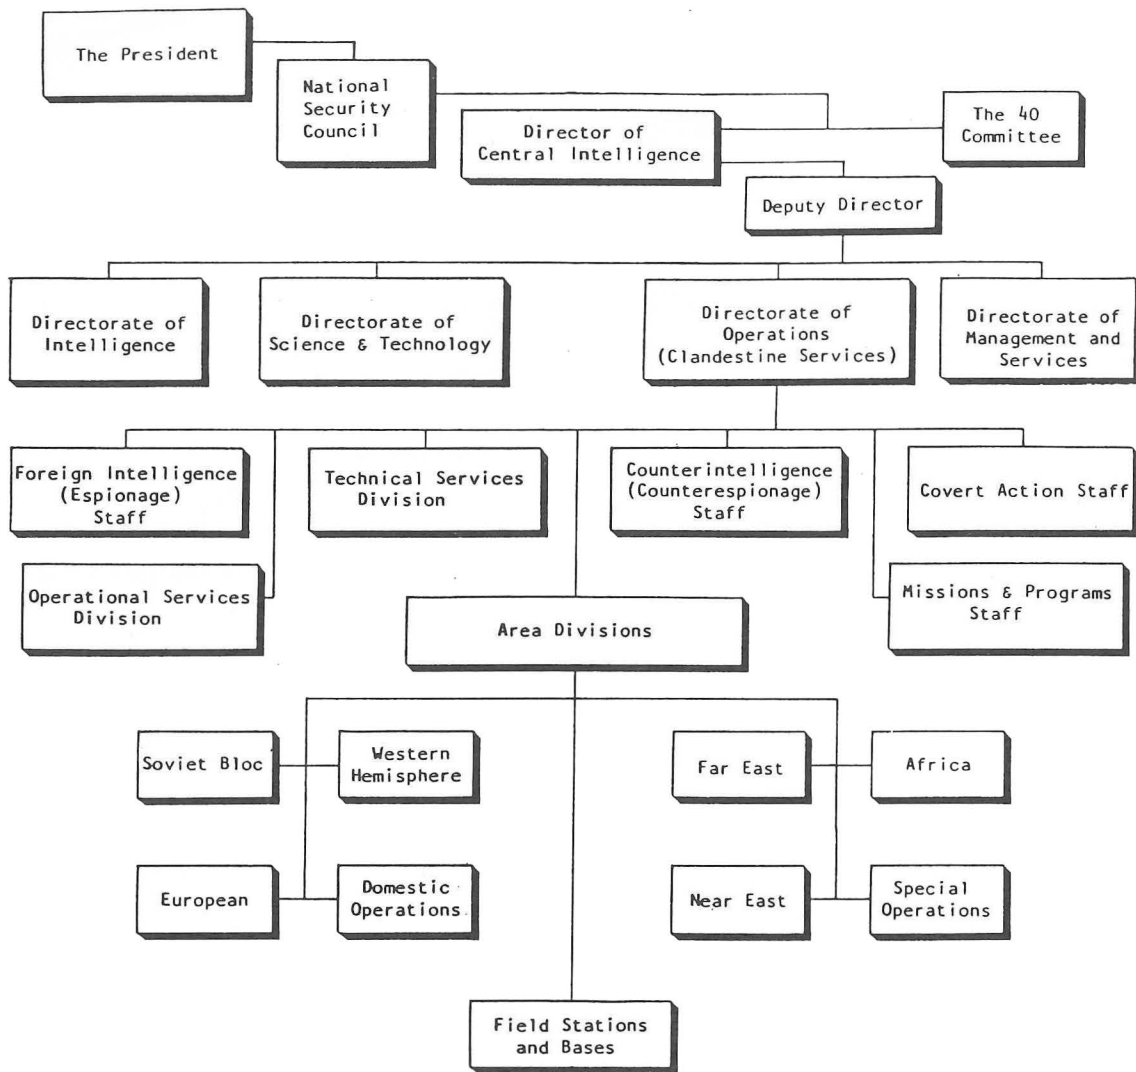 The President
National
Security
Council
Director of
Central Intelligence
The 40
Committee
Deputy Director
Directorate of
Intelligence
Directorate of
Science & Technology
Directorate of
Operations
(Clandestine Services)
Directorate of
Management and
Services
Foreign Intelligence
(Espionage)
Staff
Technical Services
Division
Counterintelligence
(Counterespionage)
Staff
Covert Action Staff
Operational Services
Division
Area Divisions
Missions & Programs
Staff
Soviet Bloc
Western
Hemisphere
Far East
Africa
European
Domestic
Operations
Near East
Special
Operations
Field Stations
and Bases